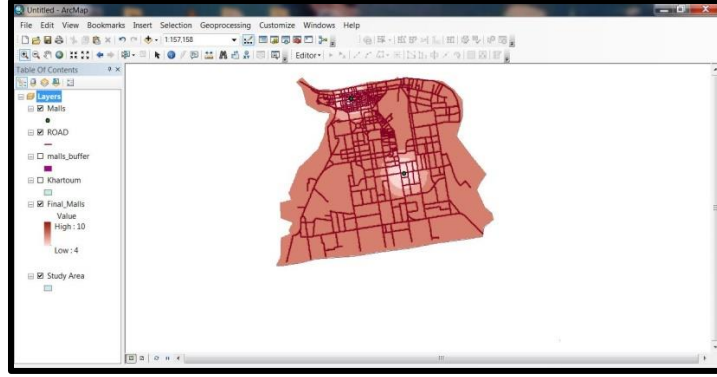 Untitled - ArcMap
File Edit View Bookmarks Insert Selection Geoprocessing Customize Windows Help
1:157,158
Editor
Table Of Contents
Layers
Malls
ROAD
malls_buffer
Khartoum
Final_Malls
Value
High : 10
Low : 4
Study Area